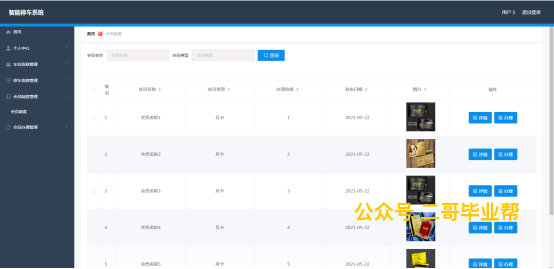 智能停车系统
用户 1 退出登录
首页
首页 会员制度
个人中心
会员名称 会员名称 会员类型 会员类型 查询
车位信息管理
停车信息管理
会员制度管理
会员制度
会员办理管理
索引 会员名称 会员类型 办理价格 发布日期 图片 操作
1 会员名称1 月卡 1 2021-05-22 详情 办理
2 会员名称2 月卡 2 2021-05-22 详情 办理
3 会员名称3 月卡 3 2021-05-22 详情 办理
公众号 二哥毕业帮
4 会员名称4 月卡 4 2021-05-22 详情 办理
5 会员名称5 月卡 5 2021-05-22 详情 办理